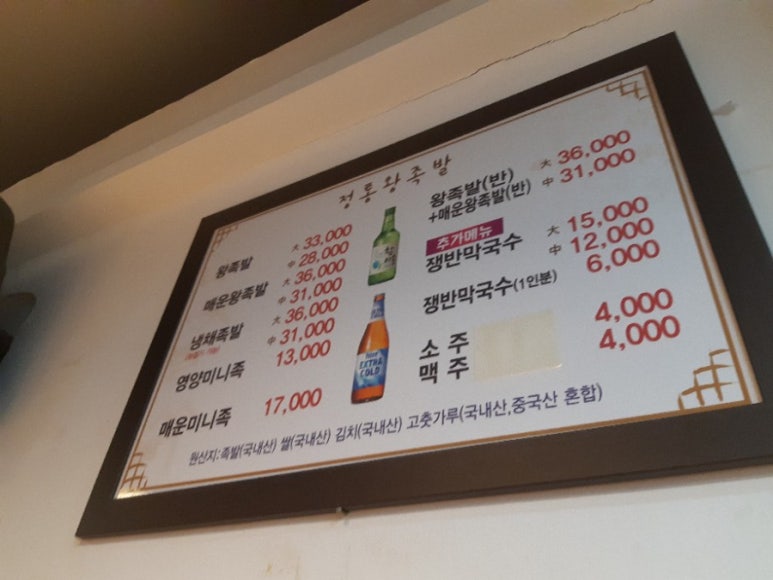 정통왕족발
왕족발 大 33,000
中 28,000
매운왕족발 大 36,000
中 31,000
냉채족발 大 36,000
中 31,000
영양미니족 13,000
매운미니족 17,000
왕족발(반)
+매운왕족발(반)
大 36,000
中 31,000
추가메뉴
쟁반막국수 大 15,000
中 12,000
쟁반막국수(1인분) 6,000
소주 4,000
맥주 4,000
EXTRA
COLD
원산지:족발(국내산) 쌀(국내산) 김치(국내산) 고춧가루(국내산,중국산 혼합)